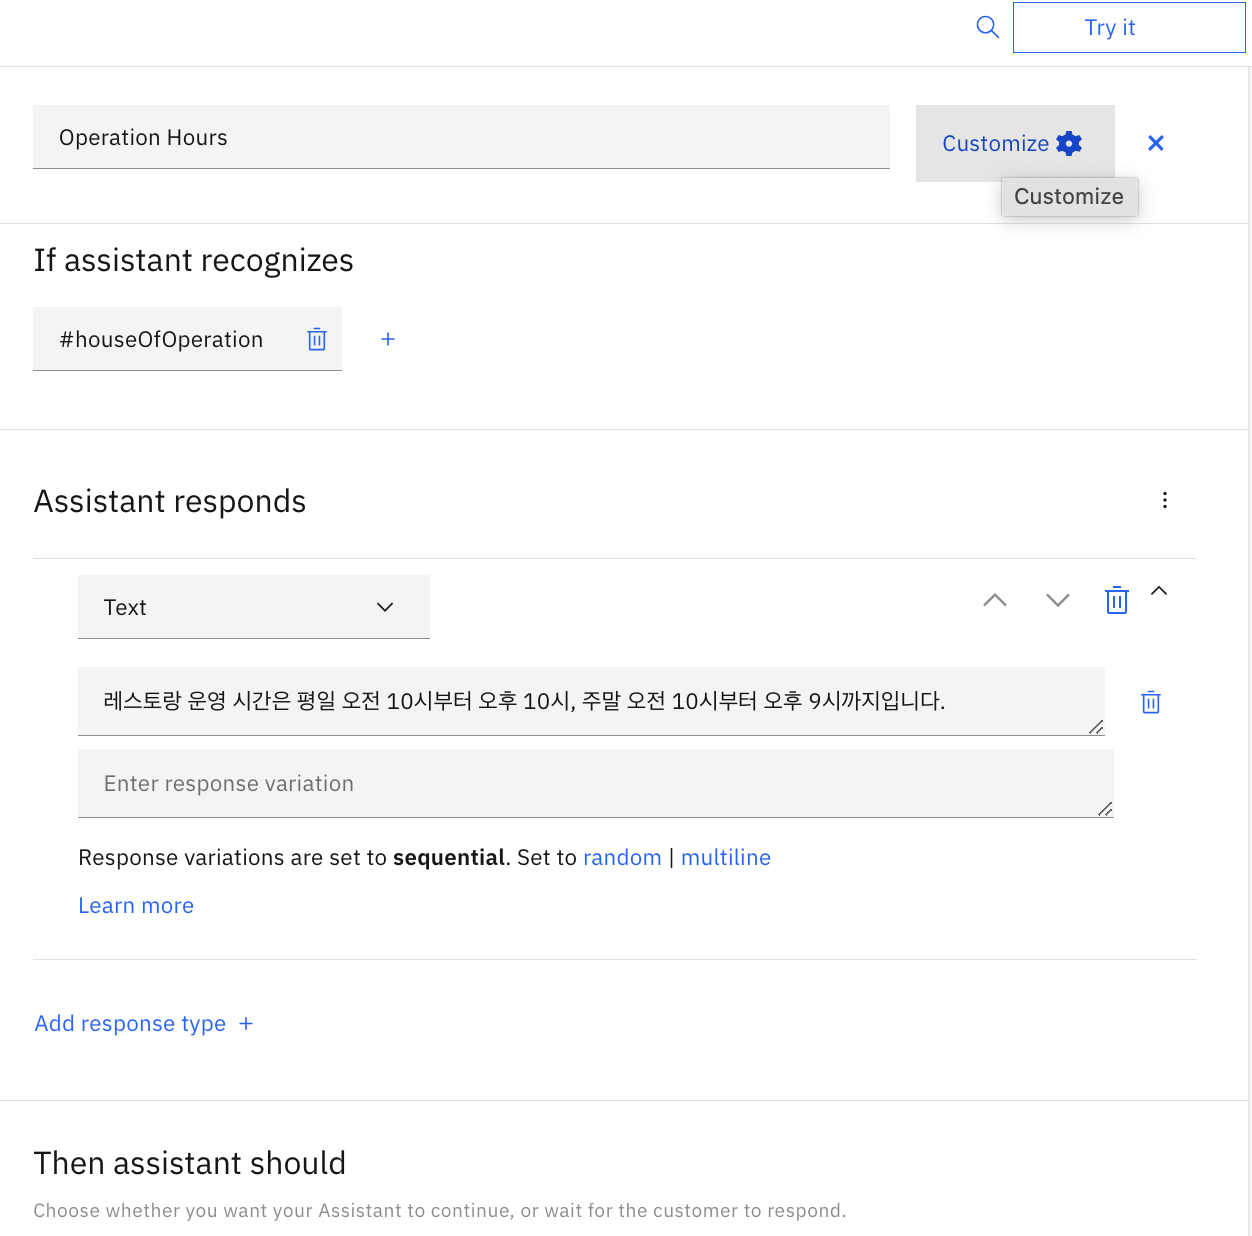 Try it
Operation Hours
Customize
Customize
If assistant recognizes
#houseOfOperation
Assistant responds
Text
레스토랑 운영 시간은 평일 오전 10시부터 오후 10시, 주말 오전 10시부터 오후 9시까지입니다.
Enter response variation
Response variations are set to sequential. Set to random | multiline
Learn more
Add response type +
Then assistant should
Choose whether you want your Assistant to continue, or wait for the customer to respond.